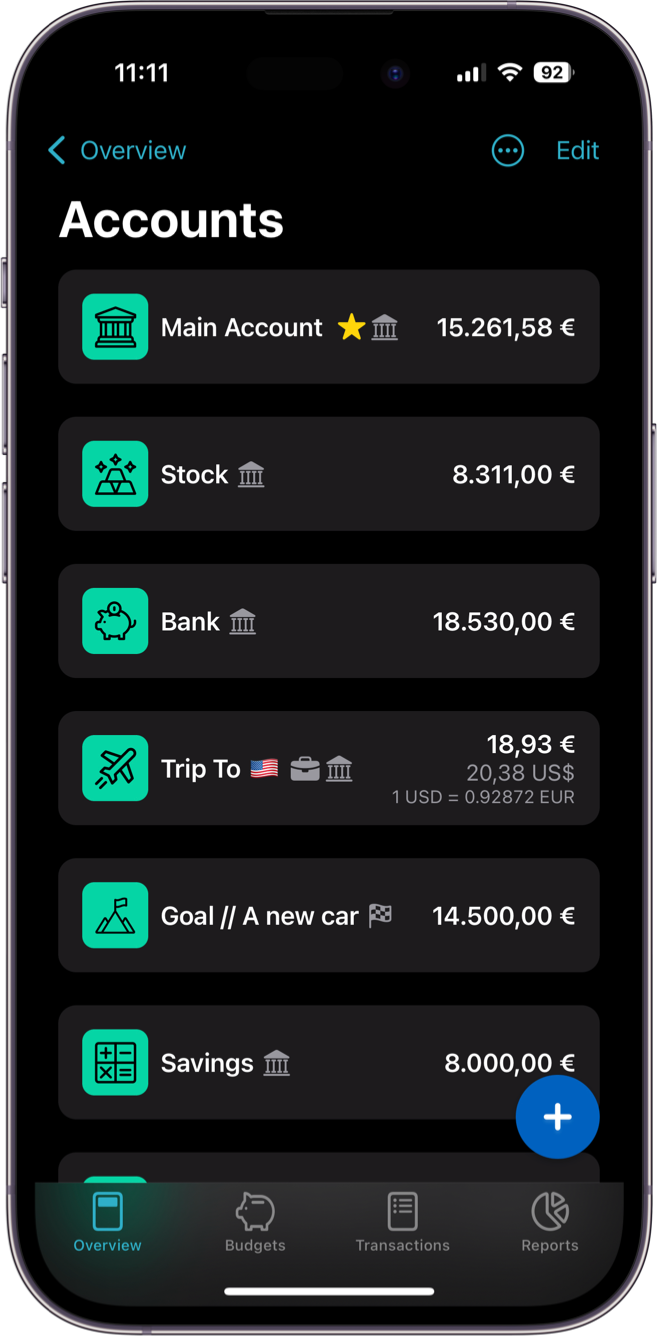 11:11
92
Overview
Edit
Accounts
Main Account
15.261,58 €
Stock
8.311,00 €
Bank
18.530,00 €
Trip To
18,93 €
20,38 US$
1 USD = 0.92872 EUR
Goal // A new car
14.500,00 €
Savings
8.000,00 €
Overview
Budgets
Transactions
Reports